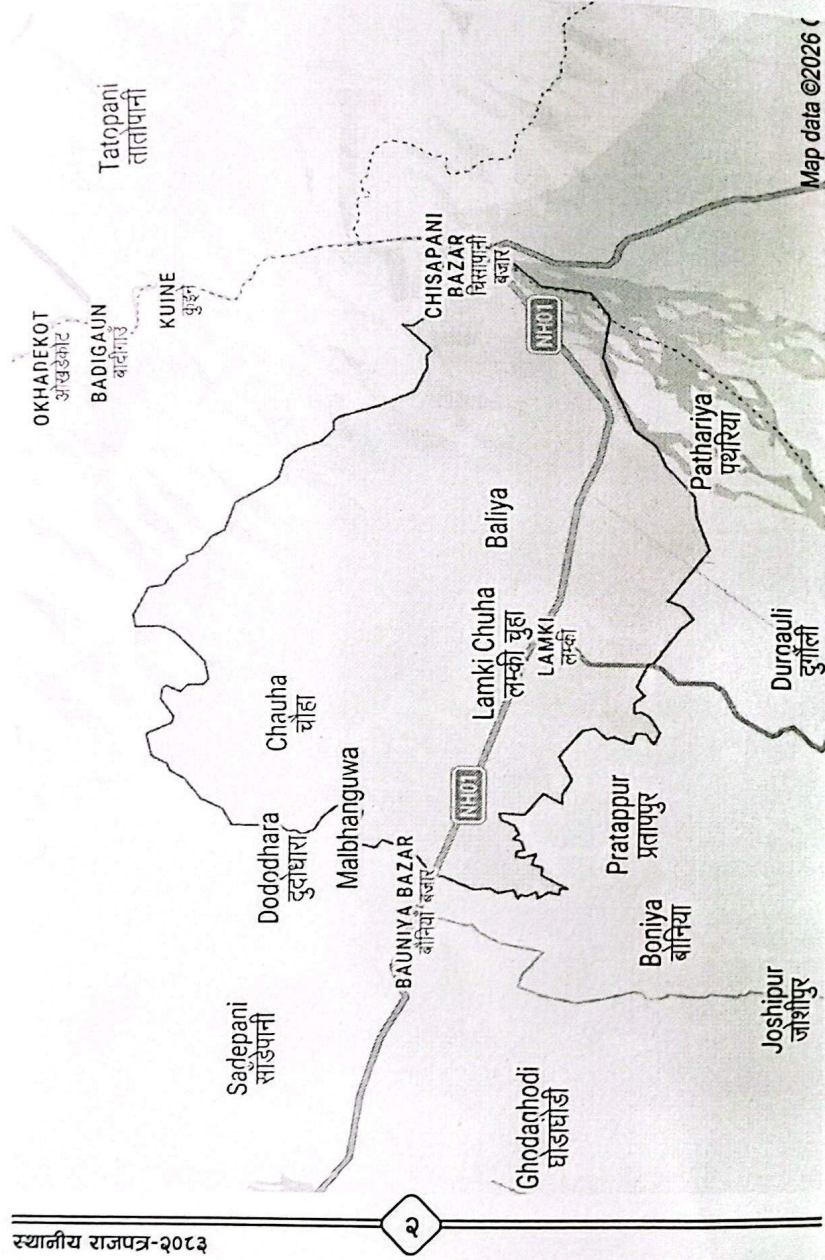 OKHADEKOT
ओखडेकोट
BADIGAUN
बादीगाउँ
KUINE
कुइने
Tatopani
तातोपानी
CHISAPANI
BAZAR
चिसापानी
बजार
NH01
Chauha
चौहा
Baliya
Lamki Chuha
लम्की चुहा
LAMKI
लम्की
Pathariya
पथरिया
Dododhara
दुदोधारा
Malbhanguwa
BAUNIYA BAZAR
बौनियाँ बजार
NH01
Sadepani
साँडेपानी
Pratappur
प्रतापपुर
Durgauli
दुर्गौली
Boniya
बोनिया
Ghodaghodi
घोडाघोडी
Joshipur
जोशीपुर
Map data ©2026
स्थानीय राजपत्र-२०८३
२